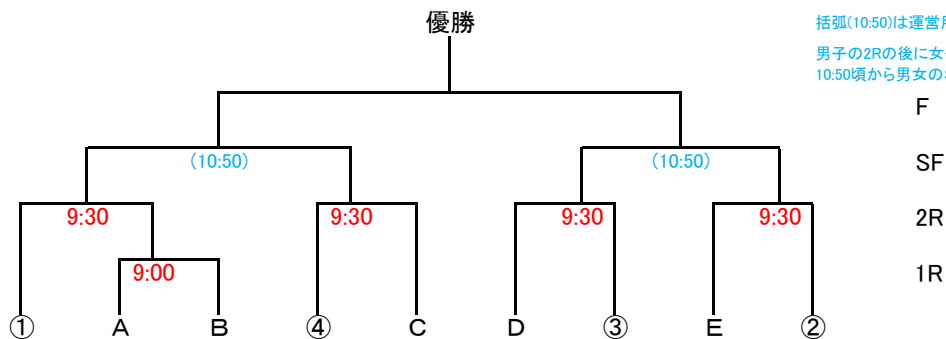 優勝
括弧(10:50)は運営
男子の2Rの後に女
10:50頃から男女の
F
(10:50) (10:50) SF
9:30 9:30 9:30 9:30 2R
9:00 1R
① A B ④ C D ③ E ②